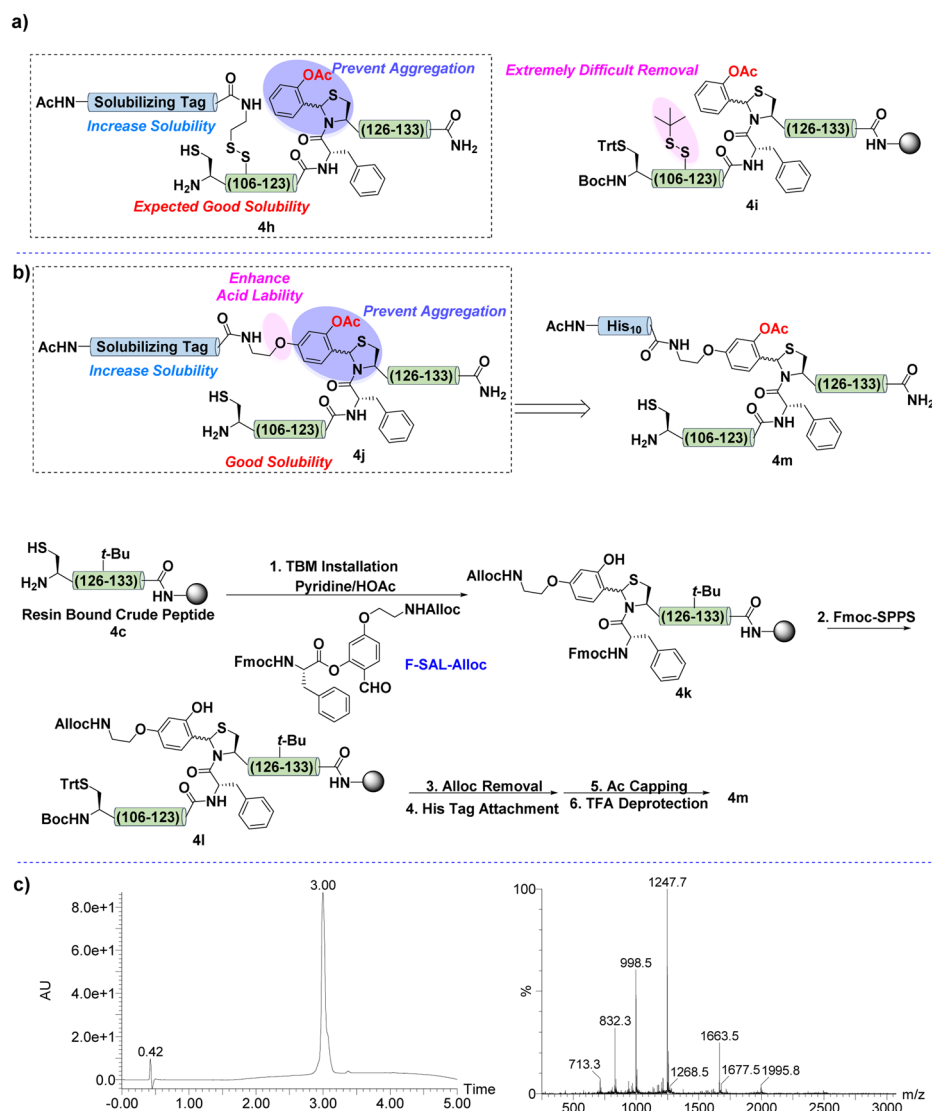 a)
OAc
Prevent Aggregation
S
N
O
AcHN
Solubilizing Tag
O
NH
Increase Solubility
(126-133)
O
NH2
HS
S
S
H2N
(106-123)
O
NH
Expected Good Solubility
4h
Extremely Difficult Removal
OAc
S
N
O
(126-133)
O
HN
S
S
TrtS
BocHN
(106-123)
O
NH
4i
b)
Enhance
Acid Lability
Prevent Aggregation
OAc
S
N
O
AcHN
Solubilizing Tag
O
NH
O
Increase Solubility
(126-133)
O
NH2
HS
H2N
(106-123)
O
NH
Good Solubility
4j
AcHN
His10
O
NH
O
OAc
S
N
O
(126-133)
O
NH2
HS
H2N
(106-123)
O
NH
4m
HS
t-Bu
O
H2N
(126-133)
HN
Resin Bound Crude Peptide
4c
1. TBM Installation
Pyridine/HOAc
NHAlloc
O
H
FmocN
O
O
CHO
F-SAL-Alloc
AllocHN
O
OH
S
N
O
t-Bu
(126-133)
O
HN
FmocHN
4k
2. Fmoc-SPPS
AllocHN
O
OH
S
N
O
t-Bu
(126-133)
O
HN
TrtS
BocHN
(106-123)
O
NH
4l
3. Alloc Removal
4. His Tag Attachment
5. Ac Capping
6. TFA Deprotection
4m
c)
3.00
8.0e+1
6.0e+1
AU
4.0e+1
2.0e+1
0.42
0.0
-0.00
1.00
2.00
3.00
4.00
5.00
Time
1247.7
100
998.5
%
832.3
1663.5
713.3
1268.5
1677.5
1995.8
0
500
1000
1500
2000
2500
3000
m/z